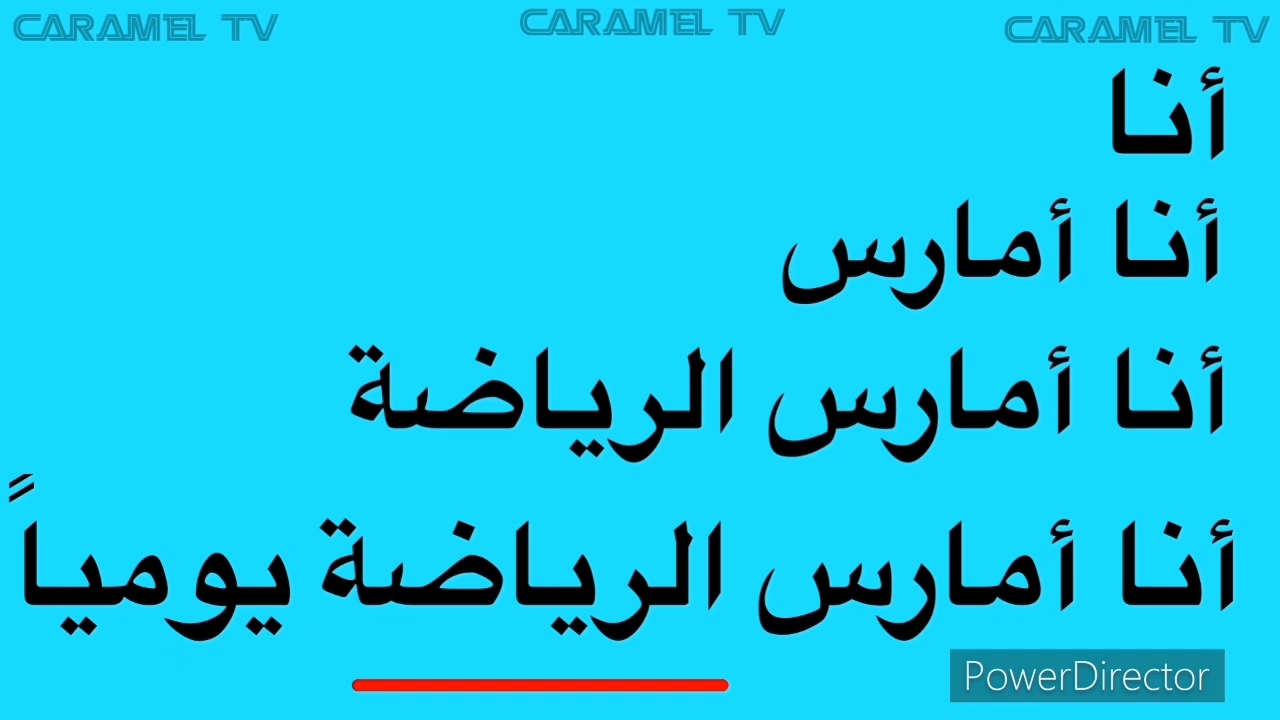 CARAMEL TV CARAMEL TV CARAMEL TV
أنا
أنا أمارس
أنا أمارس الرياضة
أنا أمارس الرياضة يومياً
PowerDirector